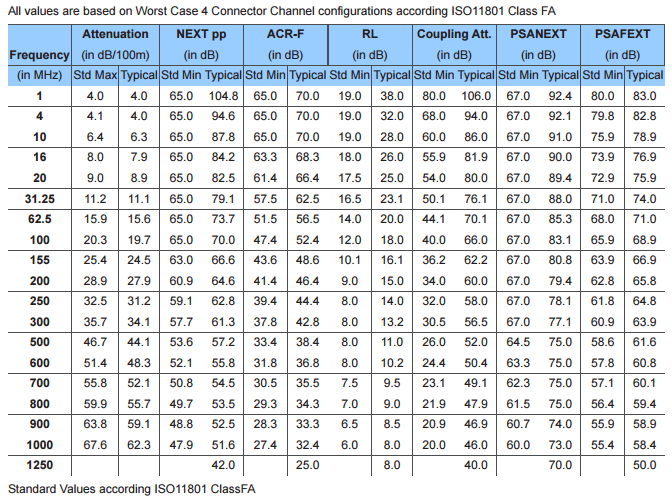 All values are based on Worst Case 4 Connector Channel configurations according ISO11801 Class FA
Attenuation NEXT pp ACR-F RL Coupling Att. PSANEXT PSAFEXT
Frequency (in dB/100m) (in dB) (in dB) (in dB) (in dB) (in dB) (in dB)
(in MHz) Std Max Typical Std Min Typical Std Min Typical Std Min Typical Std Min Typical Std Min Typical Std Min Typical
1 4.0 4.0 65.0 104.8 65.0 70.0 19.0 38.0 80.0 106.0 67.0 92.4 80.0 83.0
4 4.1 4.0 65.0 94.6 65.0 70.0 19.0 32.0 68.0 94.0 67.0 92.1 79.8 82.8
10 6.4 6.3 65.0 87.8 65.0 70.0 19.0 28.0 60.0 86.0 67.0 91.0 75.9 78.9
16 8.0 7.9 65.0 84.2 63.3 68.3 18.0 26.0 55.9 81.9 67.0 90.0 73.9 76.9
20 9.0 8.9 65.0 82.5 61.4 66.4 17.5 25.0 54.0 80.0 67.0 89.4 72.9 75.9
31.25 11.2 11.1 65.0 79.1 57.5 62.5 16.5 23.1 50.1 76.1 67.0 88.0 71.0 74.0
62.5 15.9 15.6 65.0 73.7 51.5 56.5 14.0 20.0 44.1 70.1 67.0 85.3 68.0 71.0
100 20.3 19.7 65.0 70.0 47.4 52.4 12.0 18.0 40.0 66.0 67.0 83.1 65.9 68.9
155 25.4 24.5 63.0 66.6 43.6 48.6 10.1 16.1 36.2 62.2 67.0 80.8 63.9 66.9
200 28.9 27.9 60.9 64.6 41.4 46.4 9.0 15.0 34.0 60.0 67.0 79.4 62.8 65.8
250 32.5 31.2 59.1 62.8 39.4 44.4 8.0 14.0 32.0 58.0 67.0 78.1 61.8 64.8
300 35.7 34.1 57.7 61.3 37.8 42.8 8.0 13.2 30.5 56.5 67.0 77.1 60.9 63.9
500 46.7 44.1 53.6 57.2 33.4 38.4 8.0 11.0 26.0 52.0 64.5 75.0 58.6 61.6
600 51.4 48.3 52.1 55.8 31.8 36.8 8.0 10.2 24.4 50.4 63.3 75.0 57.8 60.8
700 55.8 52.1 50.8 54.5 30.5 35.5 7.5 9.5 23.1 49.1 62.3 75.0 57.1 60.1
800 59.9 55.7 49.7 53.5 29.3 34.3 7.0 9.0 21.9 47.9 61.5 75.0 56.4 59.4
900 63.8 59.1 48.8 52.5 28.3 33.3 6.5 8.5 20.9 46.9 60.7 74.0 55.9 58.9
1000 67.6 62.3 47.9 51.6 27.4 32.4 6.0 8.0 20.0 46.0 60.0 73.0 55.4 58.4
1250 42.0 25.0 8.0 40.0 70.0 50.0
Standard Values according ISO11801 ClassFA